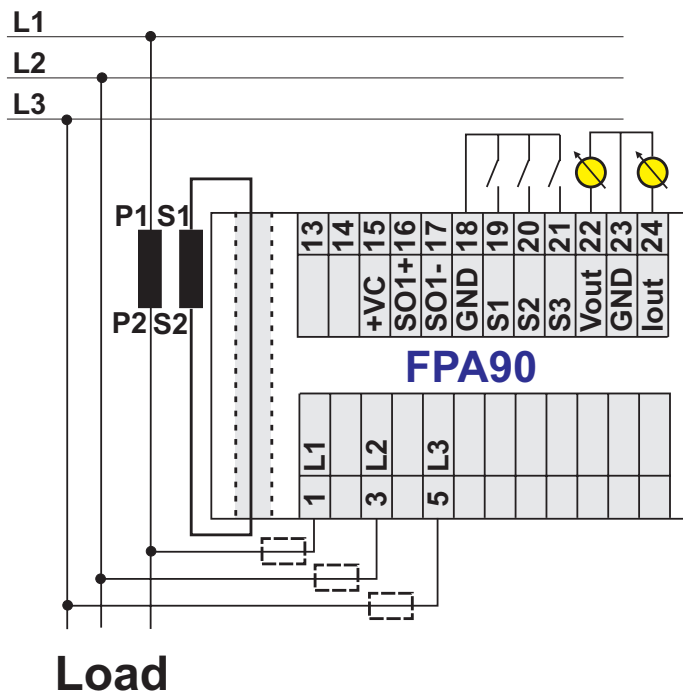 L1
L2
L3
P1 S1
P2 S2
13 14 15 16 17 18 19 20 21 22 23 24
+VC SO1+ SO1- GND S1 S2 S3 Vout GND Iout
FPA90
L1 L2 L3
1 3 5
Load